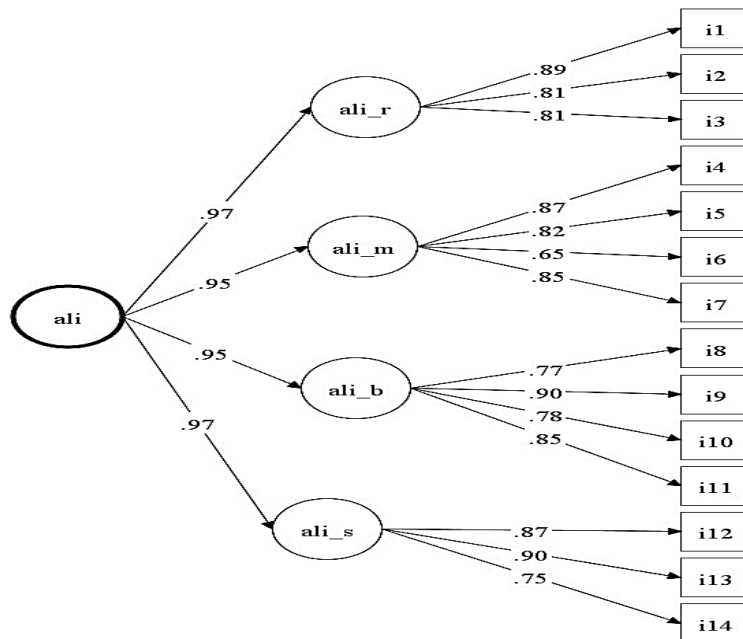 i1
.89
i2
.81
ali_r
.81
i3
i4
.87
i5
.97
.82
ali_m
.65
i6
.95
.85
i7
ali
i8
.95
.77
ali_b
.90
i9
.78
i10
.97
.85
i11
ali_s
.87
i12
.90
i13
.75
i14